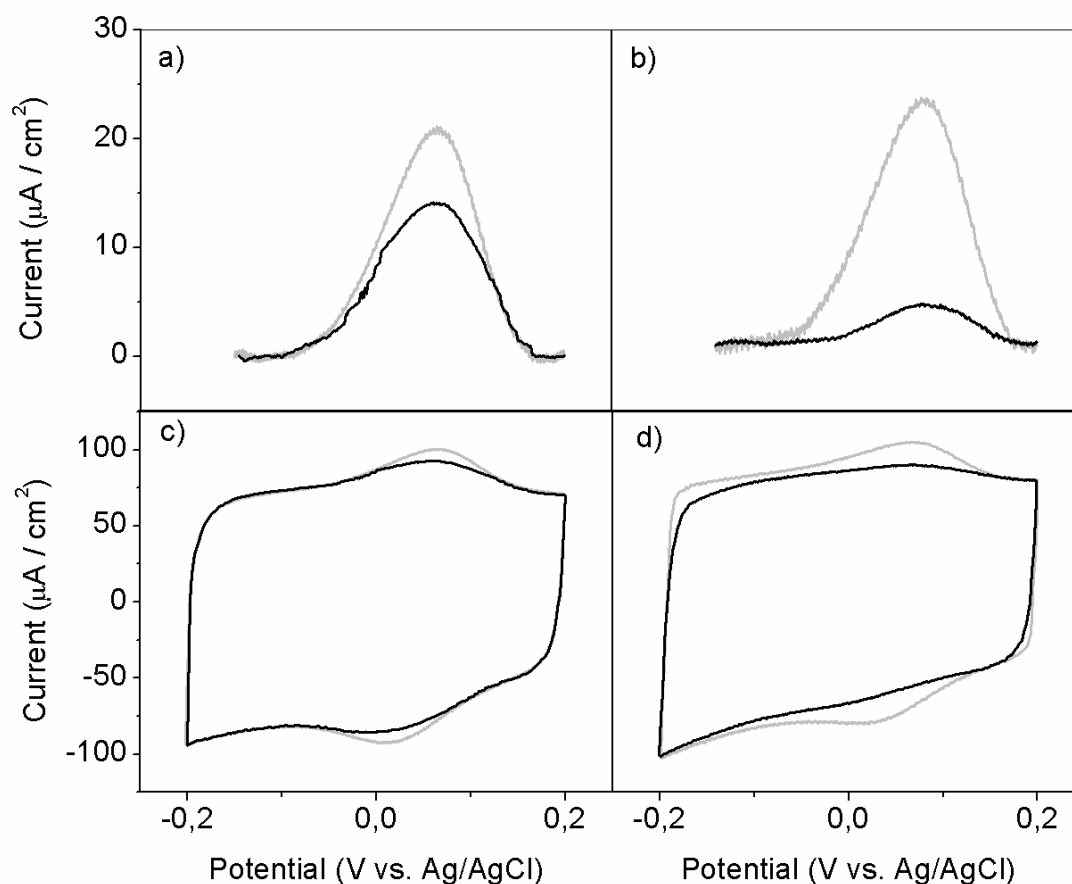 a)
b)
30
20
10
0
Current (μA / cm²)
c)
d)
100
50
0
-50
-100
Current (μA / cm²)
-0,2
0,0
0,2
-0,2
0,0
0,2
Potential (V vs. Ag/AgCl)
Potential (V vs. Ag/AgCl)